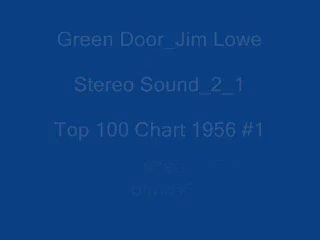 Green Door_Jim Lowe
Stereo Sound_2_1
Top 100 Chart 1956 #1